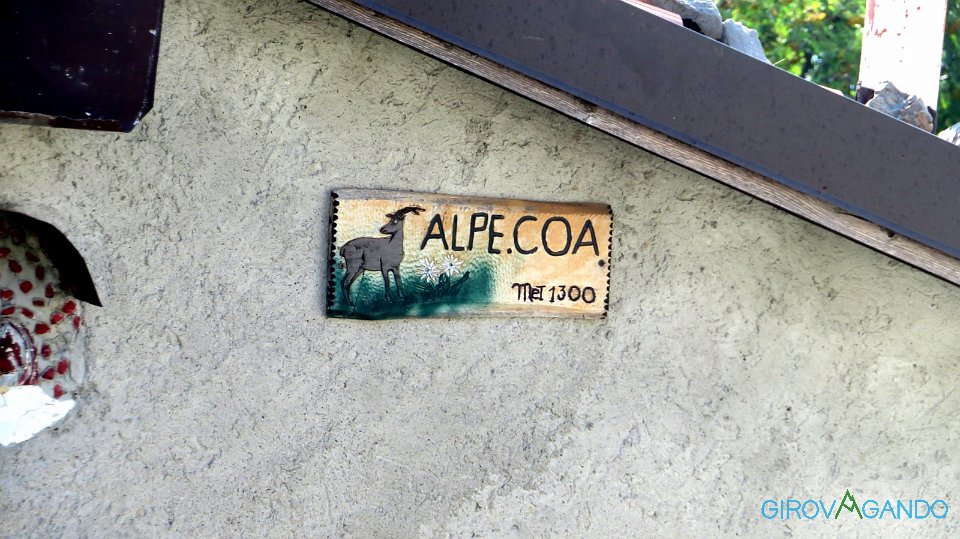 ALPE.COA
MET 1300
GIROVAGANDO